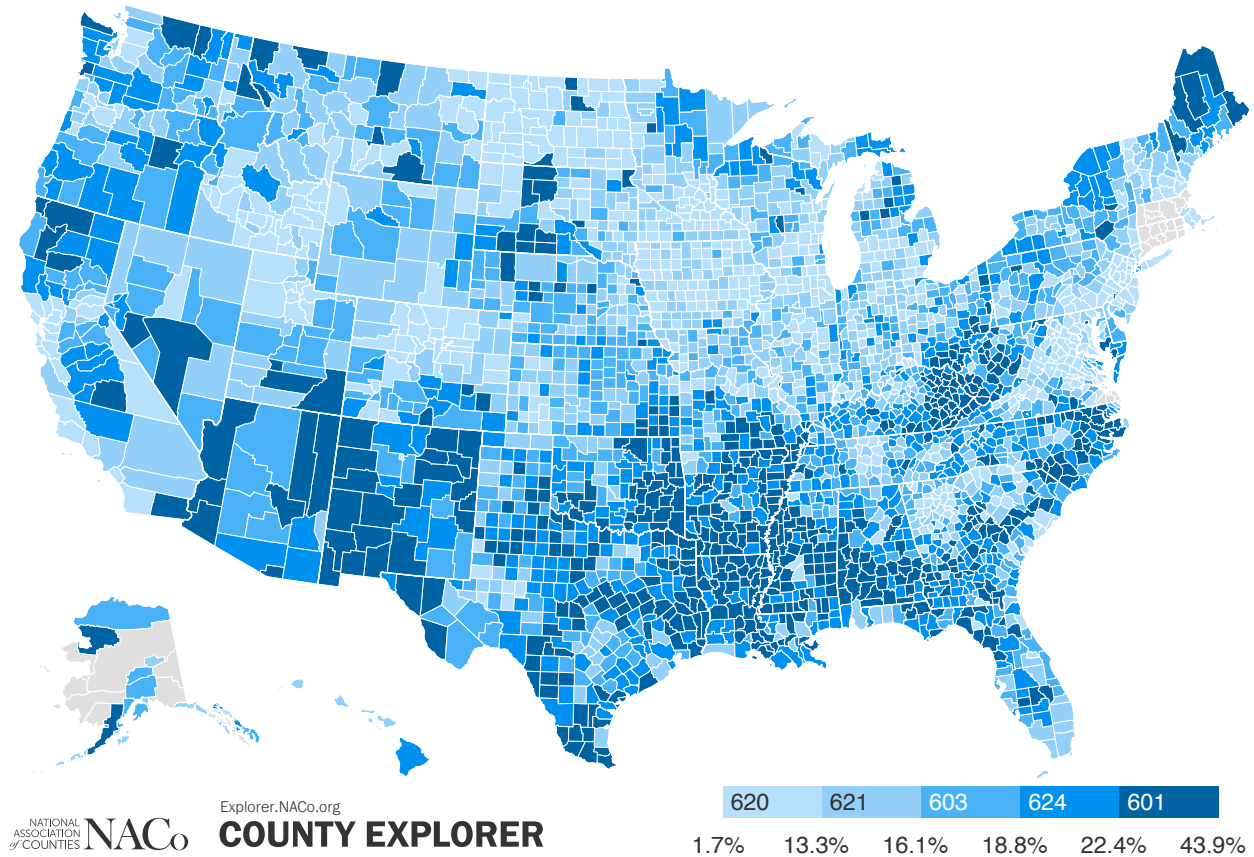 Explorer.NACo.org
NATIONAL
ASSOCIATION
of COUNTIES
NACo
COUNTY EXPLORER
620 621 603 624 601
1.7% 13.3% 16.1% 18.8% 22.4% 43.9%